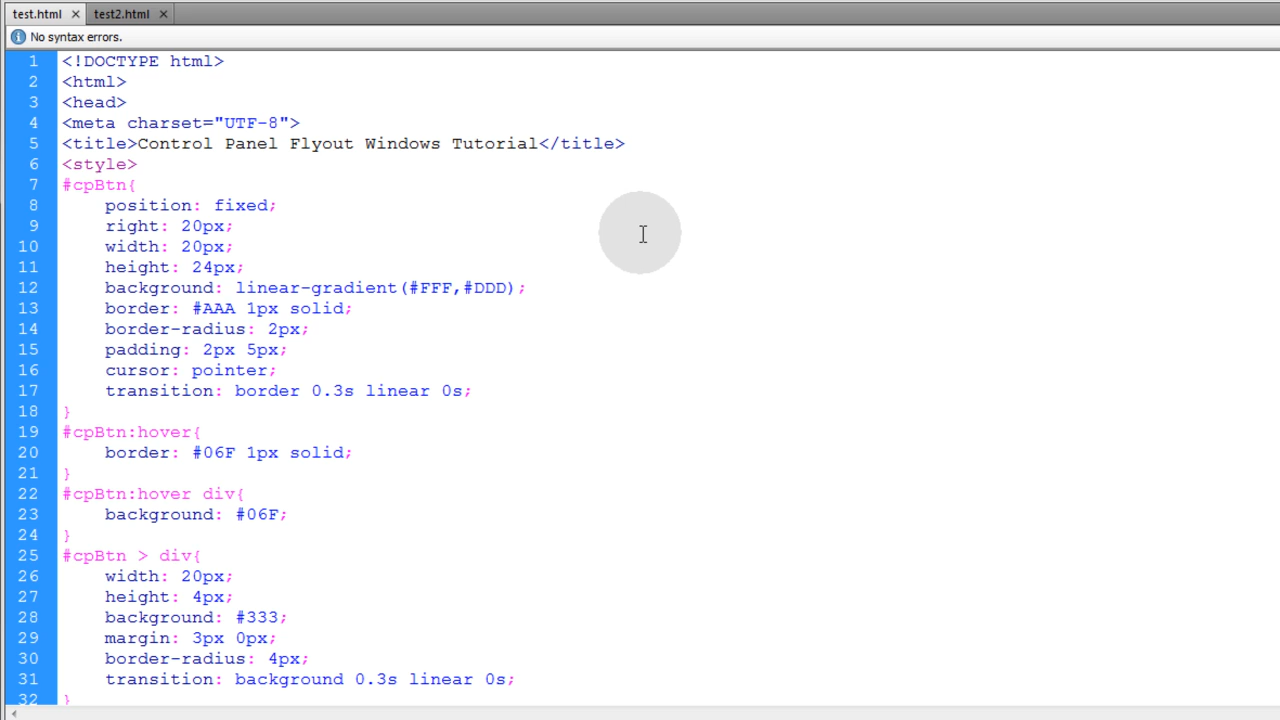 test.html × test2.html ×
No syntax errors.
1 <!DOCTYPE html>
2 <html>
3 <head>
4 <meta charset="UTF-8">
5 <title>Control Panel Flyout Windows Tutorial</title>
6 <style>
7 #cpBtn{
8 position: fixed;
9 right: 20px;
10 width: 20px;
11 height: 24px;
12 background: linear-gradient(#FFF,#DDD);
13 border: #AAA 1px solid;
14 border-radius: 2px;
15 padding: 2px 5px;
16 cursor: pointer;
17 transition: border 0.3s linear 0s;
18 }
19 #cpBtn:hover{
20 border: #06F 1px solid;
21 }
22 #cpBtn:hover div{
23 background: #06F;
24 }
25 #cpBtn > div{
26 width: 20px;
27 height: 4px;
28 background: #333;
29 margin: 3px 0px;
30 border-radius: 4px;
31 transition: background 0.3s linear 0s;
32 }